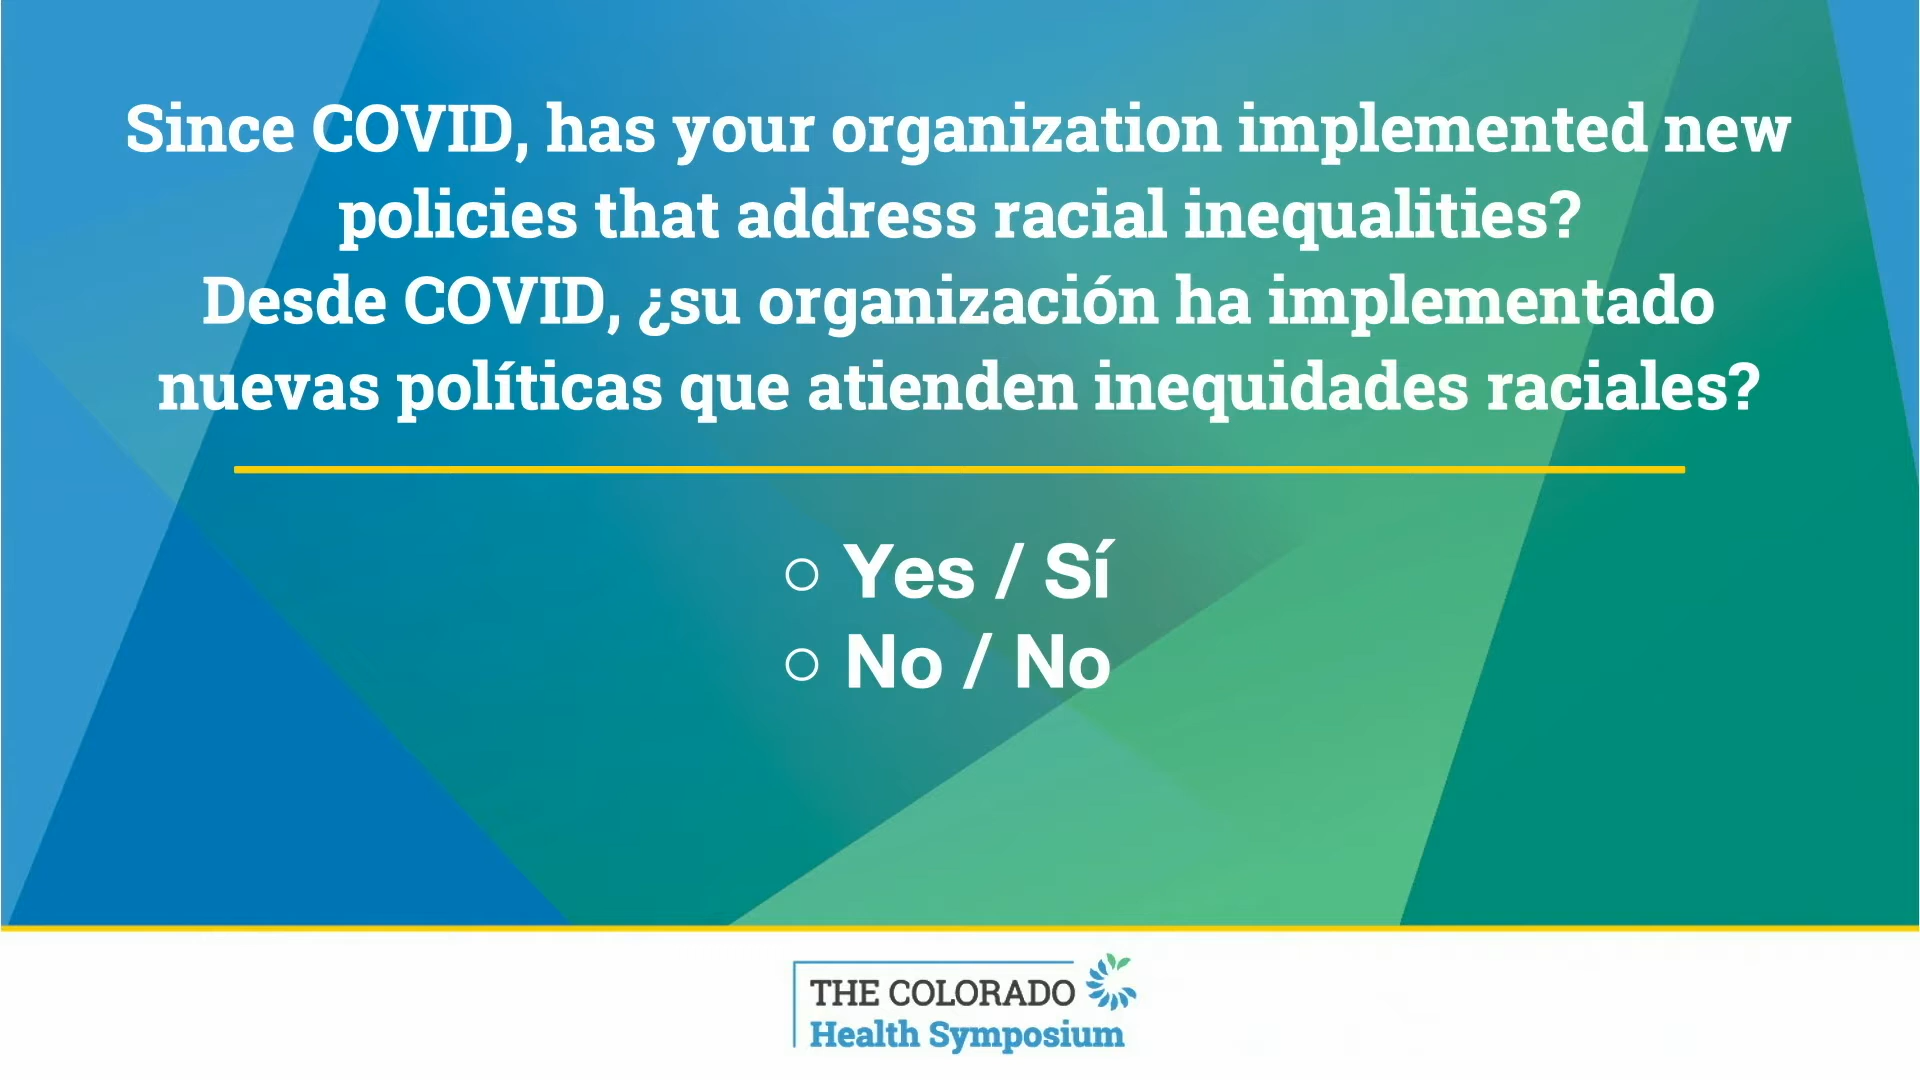 Since COVID, has your organization implemented new
policies that address racial inequalities?
Desde COVID, ¿su organización ha implementado
nuevas políticas que atienden inequidades raciales?
○ Yes / Sí
○ No / No
THE COLORADO
Health Symposium